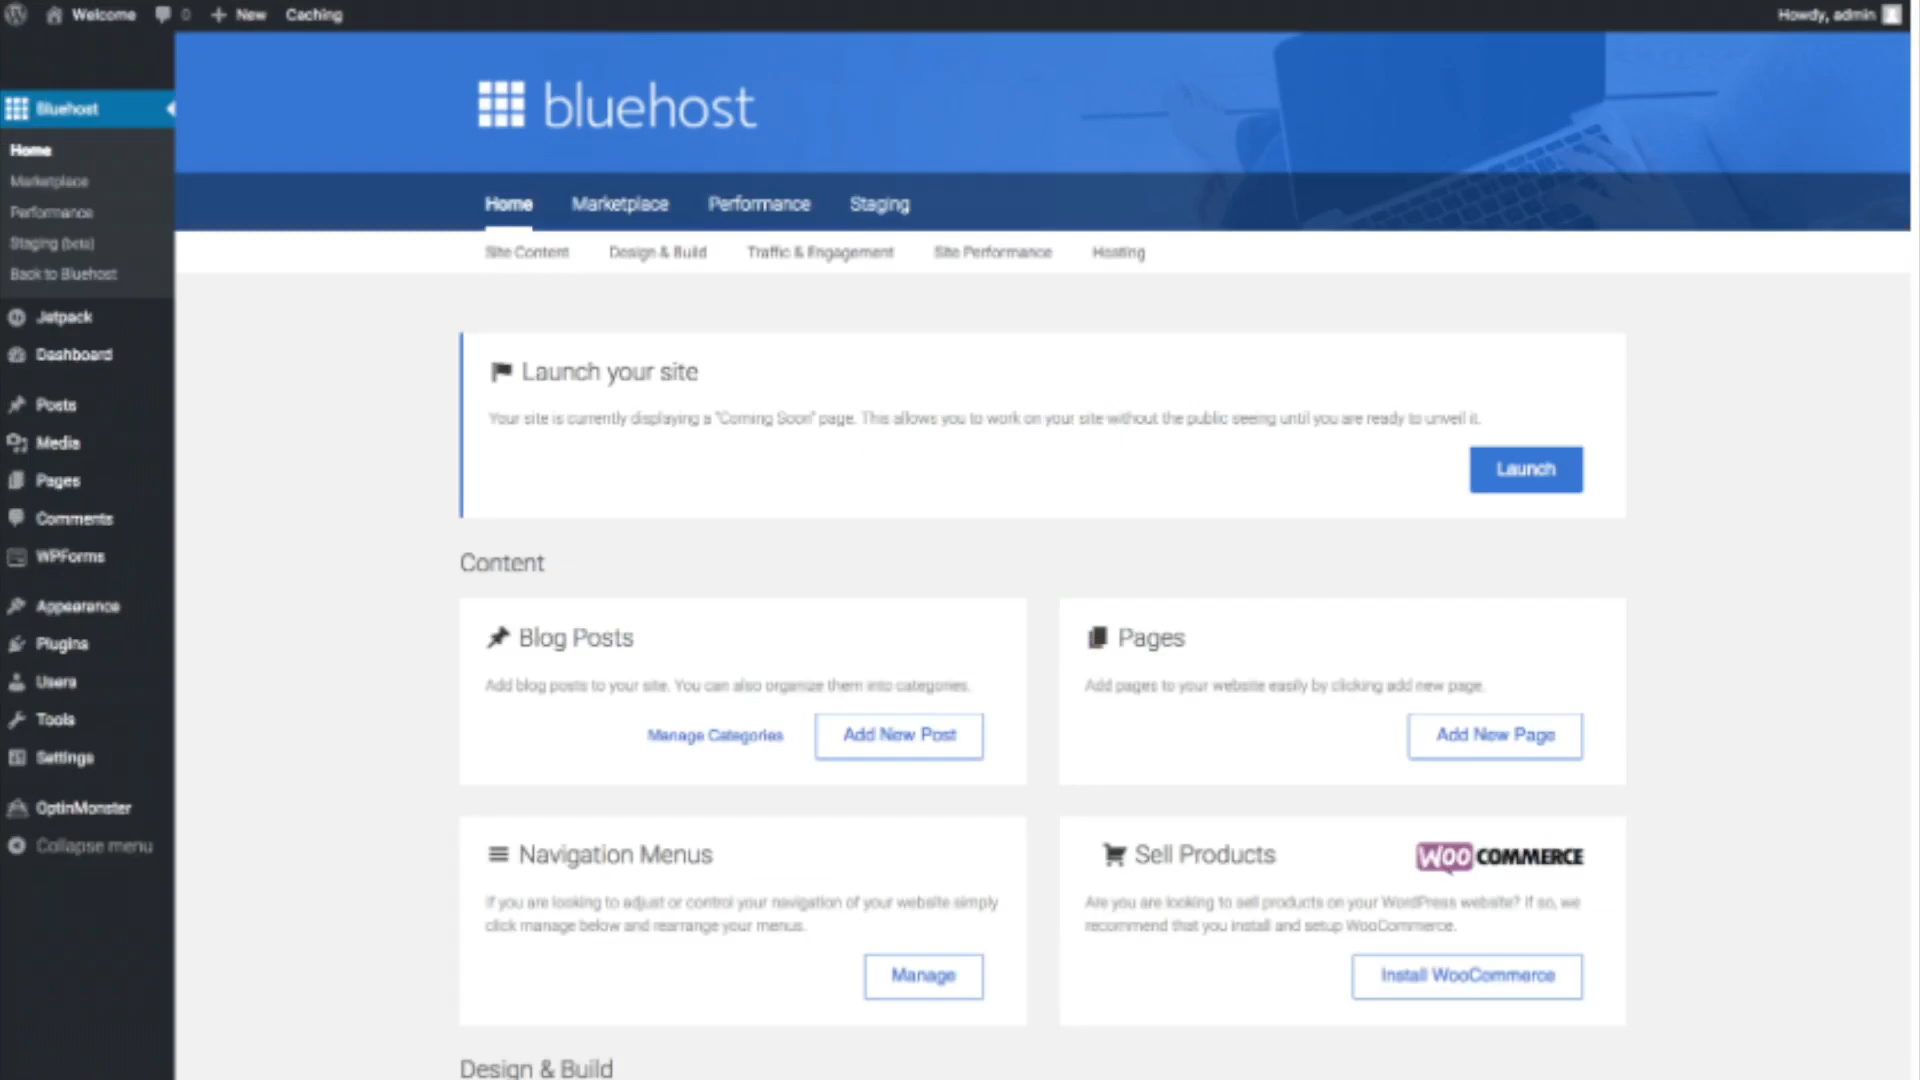 Welcome 0 New Caching Howdy, admin
Bluehost
Home
Marketplace
Performance
Staging (beta)
Back to Bluehost
Jetpack
Dashboard
Posts
Media
Pages
Comments
WPForms
Appearance
Plugins
Users
Tools
Settings
OptinMonster
Collapse menu
bluehost
Home Marketplace Performance Staging
Site Content Design & Build Traffic & Engagement Site Performance Hosting
Launch your site
Your site is currently displaying a "Coming Soon" page. This allows you to work on your site without the public seeing until you are ready to unveil it.
Launch
Content
Blog Posts
Add blog posts to your site. You can also organize them into categories.
Manage Categories Add New Post
Pages
Add pages to your website easily by clicking add new page.
Add New Page
Navigation Menus
If you are looking to adjust or control your navigation of your website simply
click manage below and rearrange your menus.
Manage
Sell Products WOO COMMERCE
Are you are looking to sell products on your WordPress website? If so, we
recommend that you install and setup WooCommerce.
Install WooCommerce
Design & Build